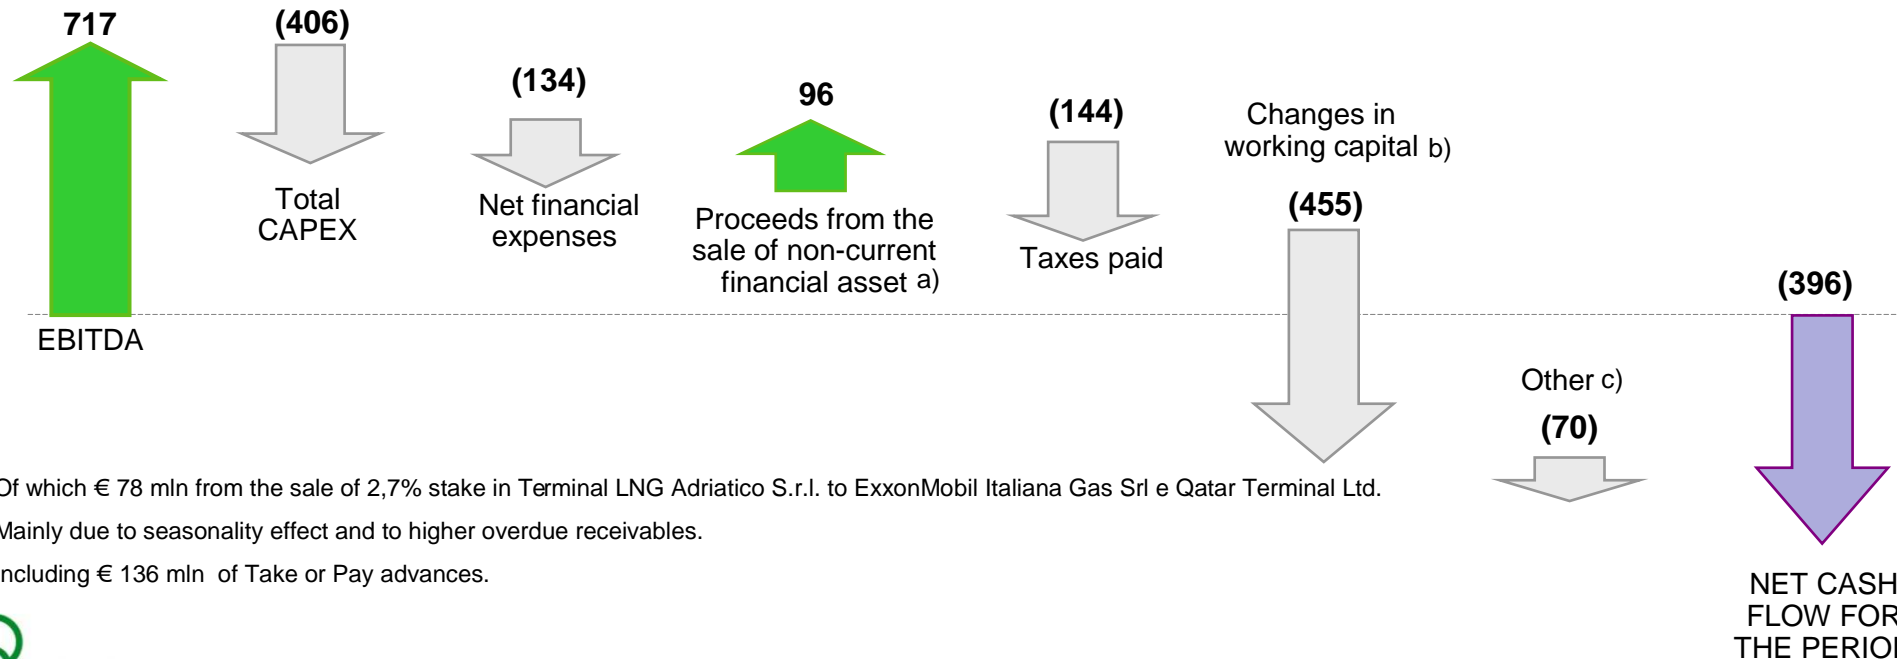 717
(406)
(134)
96
(144)
Changes in
working capital b)
(455)
Total
CAPEX
Net financial
expenses
Proceeds from the
sale of non-current
financial asset a)
Taxes paid
(396)
EBITDA
Other c)
(70)
Of which € 78 mln from the sale of 2,7% stake in Terminal LNG Adriatico S.r.l. to ExxonMobil Italiana Gas Srl e Qatar Terminal Ltd.
Mainly due to seasonality effect and to higher overdue receivables.
ncluding € 136 mln of Take or Pay advances.
NET CASH
FLOW FOR
THE PERIOD